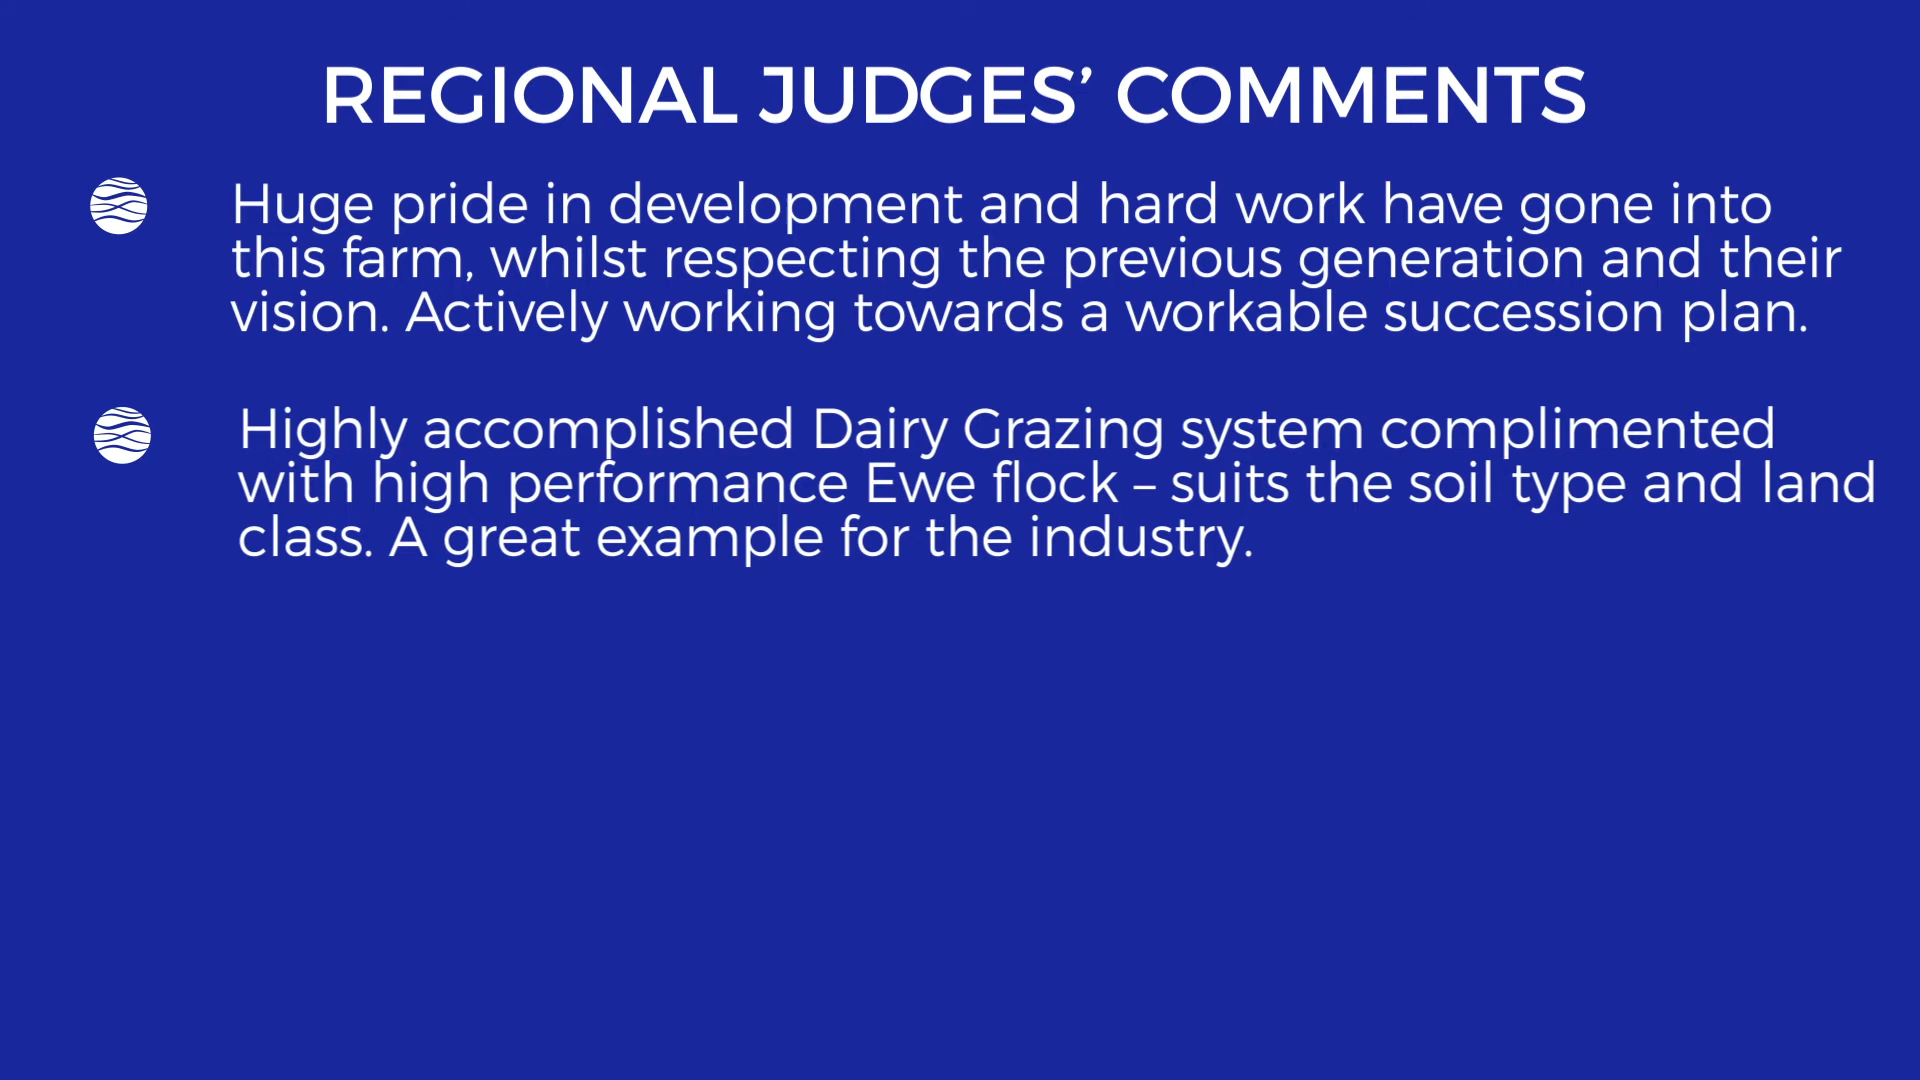 REGIONAL JUDGES’ COMMENTS
Huge pride in development and hard work have gone into
this farm, whilst respecting the previous generation and their
vision. Actively working towards a workable succession plan.
Highly accomplished Dairy Grazing system complimented
with high performance Ewe flock – suits the soil type and land
class. A great example for the industry.